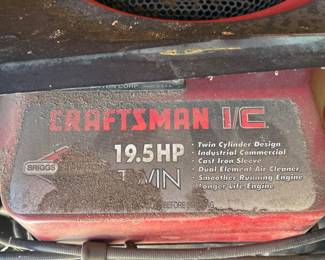 CRAFTSMAN I/C
19.5HP
TWIN
BRIGGS
• Twin Cylinder Design
• Industrial Commercial
• Cast Iron Sleeve
• Dual Element Air Cleaner
• Smoother Running Engine
• Longer Life Engine
BEFORE